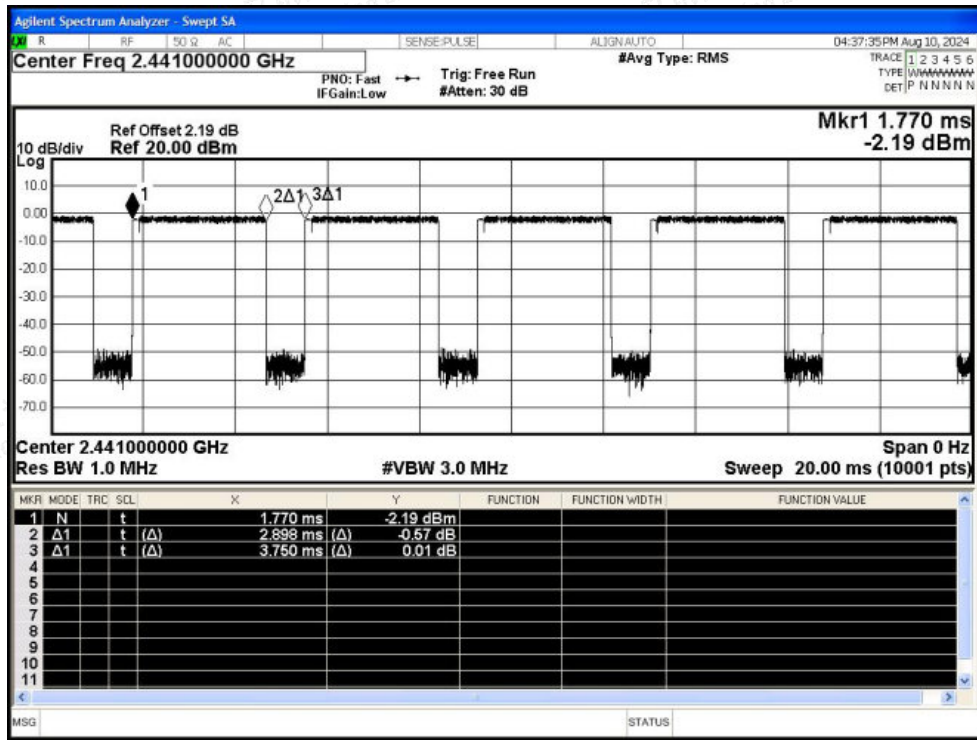 Agilent Spectrum Analyzer - Swept SA
R RF 50 Ω AC SENSE:PULSE ALIGN AUTO 04:37:35 PM Aug 10, 2024
Center Freq 2.441000000 GHz #Avg Type: RMS TRACE 1 2 3 4 5 6
PNO: Fast Trig: Free Run TYPE
IFGain:Low #Atten: 30 dB DET P N N N N N
Mkr1 1.770 ms
Ref Offset 2.19 dB
10 dB/div Ref 20.00 dBm -2.19 dBm
Log
10.0
1 2Δ1 3Δ1
0.00
-10.0
-20.0
-30.0
-40.0
-50.0
-60.0
-70.0
Center 2.441000000 GHz Span 0 Hz
Res BW 1.0 MHz #VBW 3.0 MHz Sweep 20.00 ms (10001 pts)
MKR MODE TRC SCL X Y FUNCTION FUNCTION WIDTH FUNCTION VALUE
1 N t 1.770 ms -2.19 dBm
2 Δ1 t (Δ) 2.898 ms (Δ) -0.57 dB
3 Δ1 t (Δ) 3.750 ms (Δ) 0.01 dB
4
5
6
7
8
9
10
11
MSG STATUS